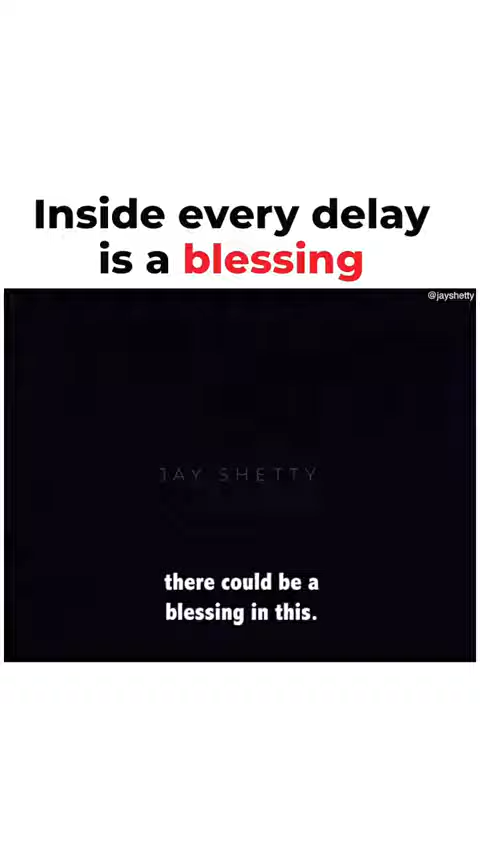 Inside every delay
is a blessing
@jayshetty
JAY SHETTY
there could be a
blessing in this.